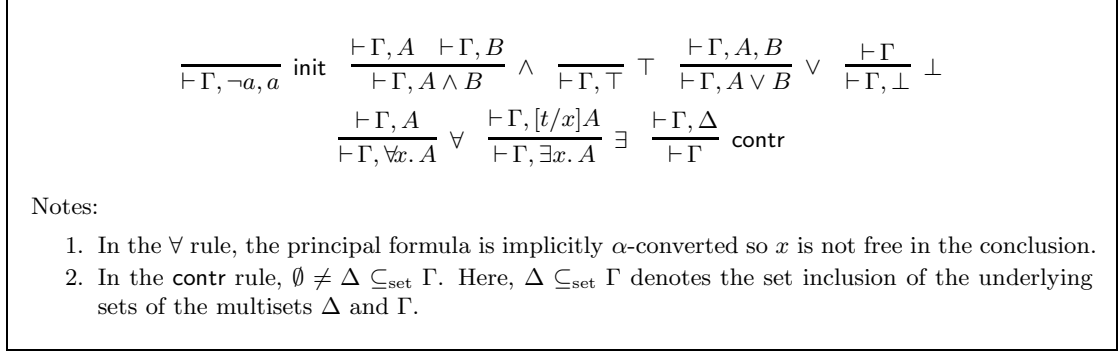 ⊢ Γ, A   ⊢ Γ, B   ⊢ Γ, A, B   ⊢ Γ
⊢ Γ, ¬a, a init   ⊢ Γ, A ∧ B ∧   ⊢ Γ, ⊤ ⊤   ⊢ Γ, A ∨ B ∨   ⊢ Γ, ⊥ ⊥
⊢ Γ, A   ⊢ Γ, [t/x]A   ⊢ Γ, Δ
⊢ Γ, ∀x. A ∀   ⊢ Γ, ∃x. A ∃   ⊢ Γ contr
Notes:
1. In the ∀ rule, the principal formula is implicitly α-converted so x is not free in the conclusion.
2. In the contr rule, ∅ ≠ Δ ⊆set Γ. Here, Δ ⊆set Γ denotes the set inclusion of the underlying
sets of the multisets Δ and Γ.